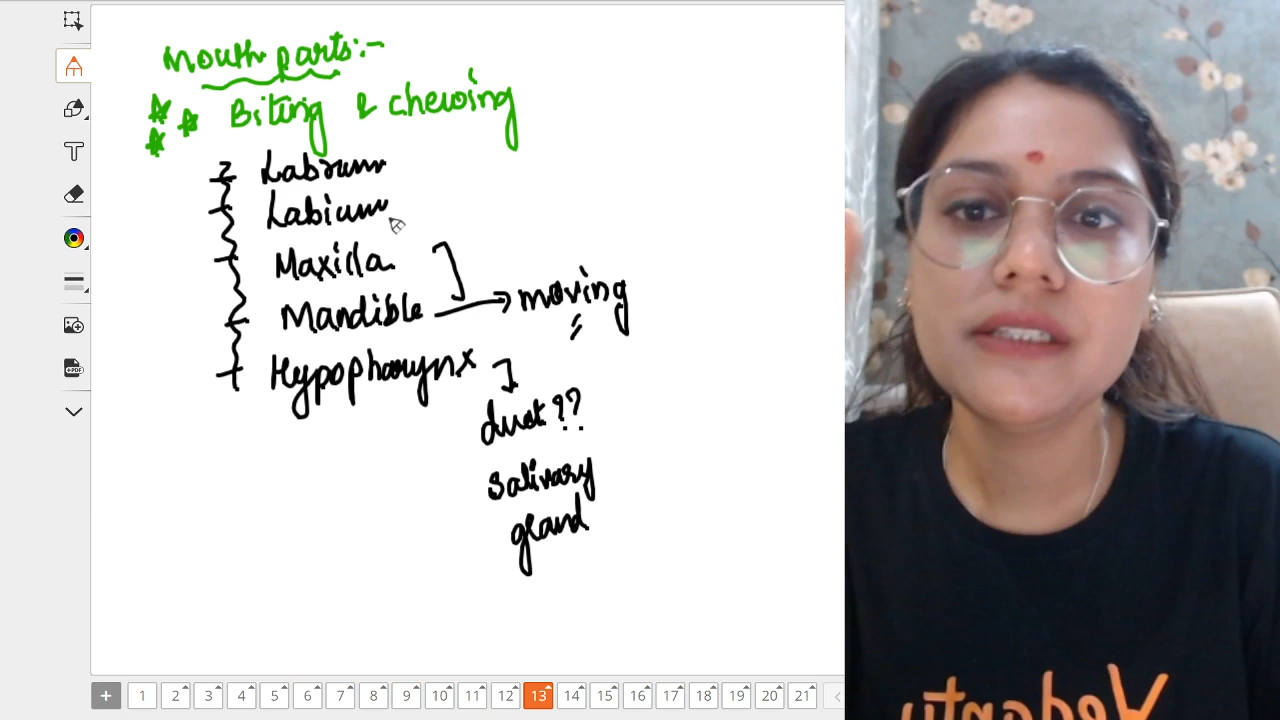 Mouth parts:-
Biting & chewing
Labrum
Labium
Maxilla
Mandible → moving
Hypopharynx
duct ??
salivary
gland
+ 1 2 3 4 5 6 7 8 9 10 11 12 13 14 15 16 17 18 19 20 21
Vedantu